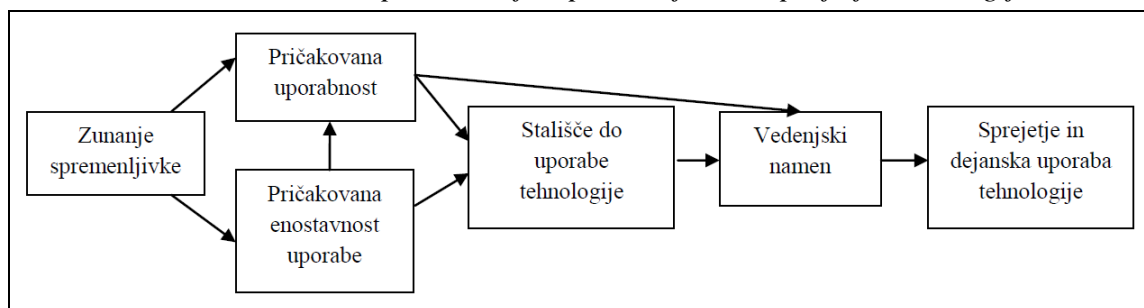 Pričakovana
uporabnost
Zunanje
spremenljivke
Pričakovana
enostavnost
uporabe
Stališče do
uporabe
tehnologije
Vedenjski
namen
Sprejetje in
dejanska uporaba
tehnologije